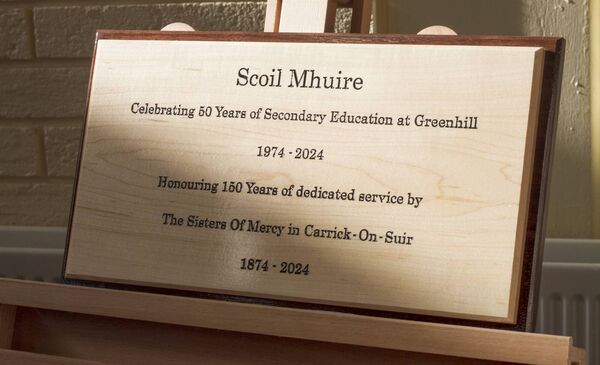 Scoil Mhuire
Celebrating 50 Years of Secondary Education at Greenhill
1974 - 2024
Honouring 150 Years of dedicated service by
The Sisters Of Mercy in Carrick-On-Suir
1874 - 2024